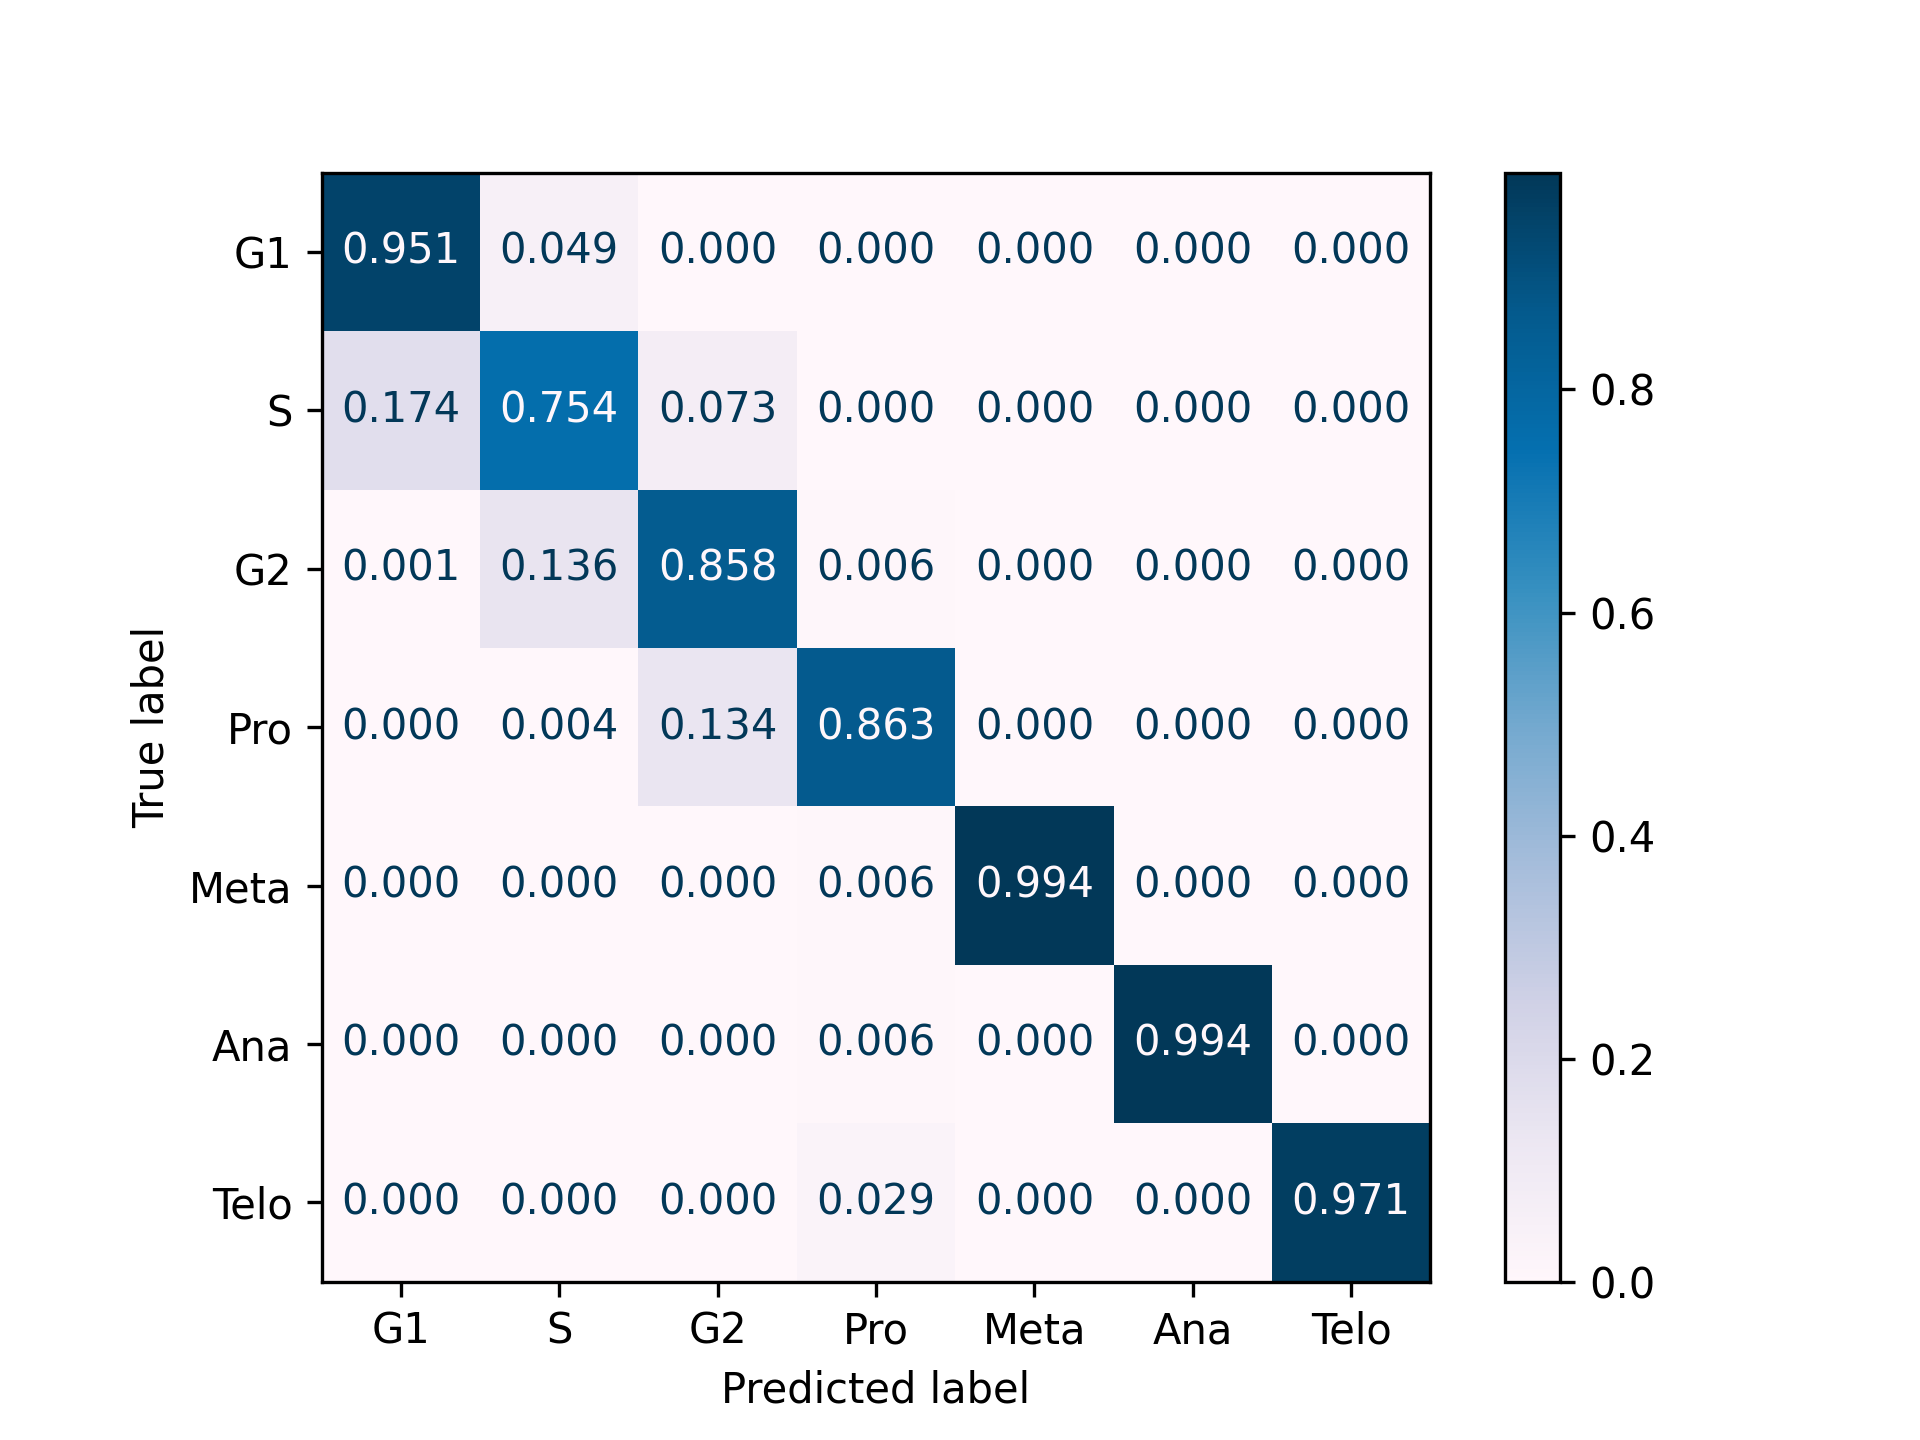 G1 0.951 0.049 0.000 0.000 0.000 0.000 0.000
S 0.174 0.754 0.073 0.000 0.000 0.000 0.000
G2 0.001 0.136 0.858 0.006 0.000 0.000 0.000
Pro 0.000 0.004 0.134 0.863 0.000 0.000 0.000
Meta 0.000 0.000 0.000 0.006 0.994 0.000 0.000
Ana 0.000 0.000 0.000 0.006 0.000 0.994 0.000
Telo 0.000 0.000 0.000 0.029 0.000 0.000 0.971
G1 S G2 Pro Meta Ana Telo
Predicted label
True label
0.8
0.6
0.4
0.2
0.0